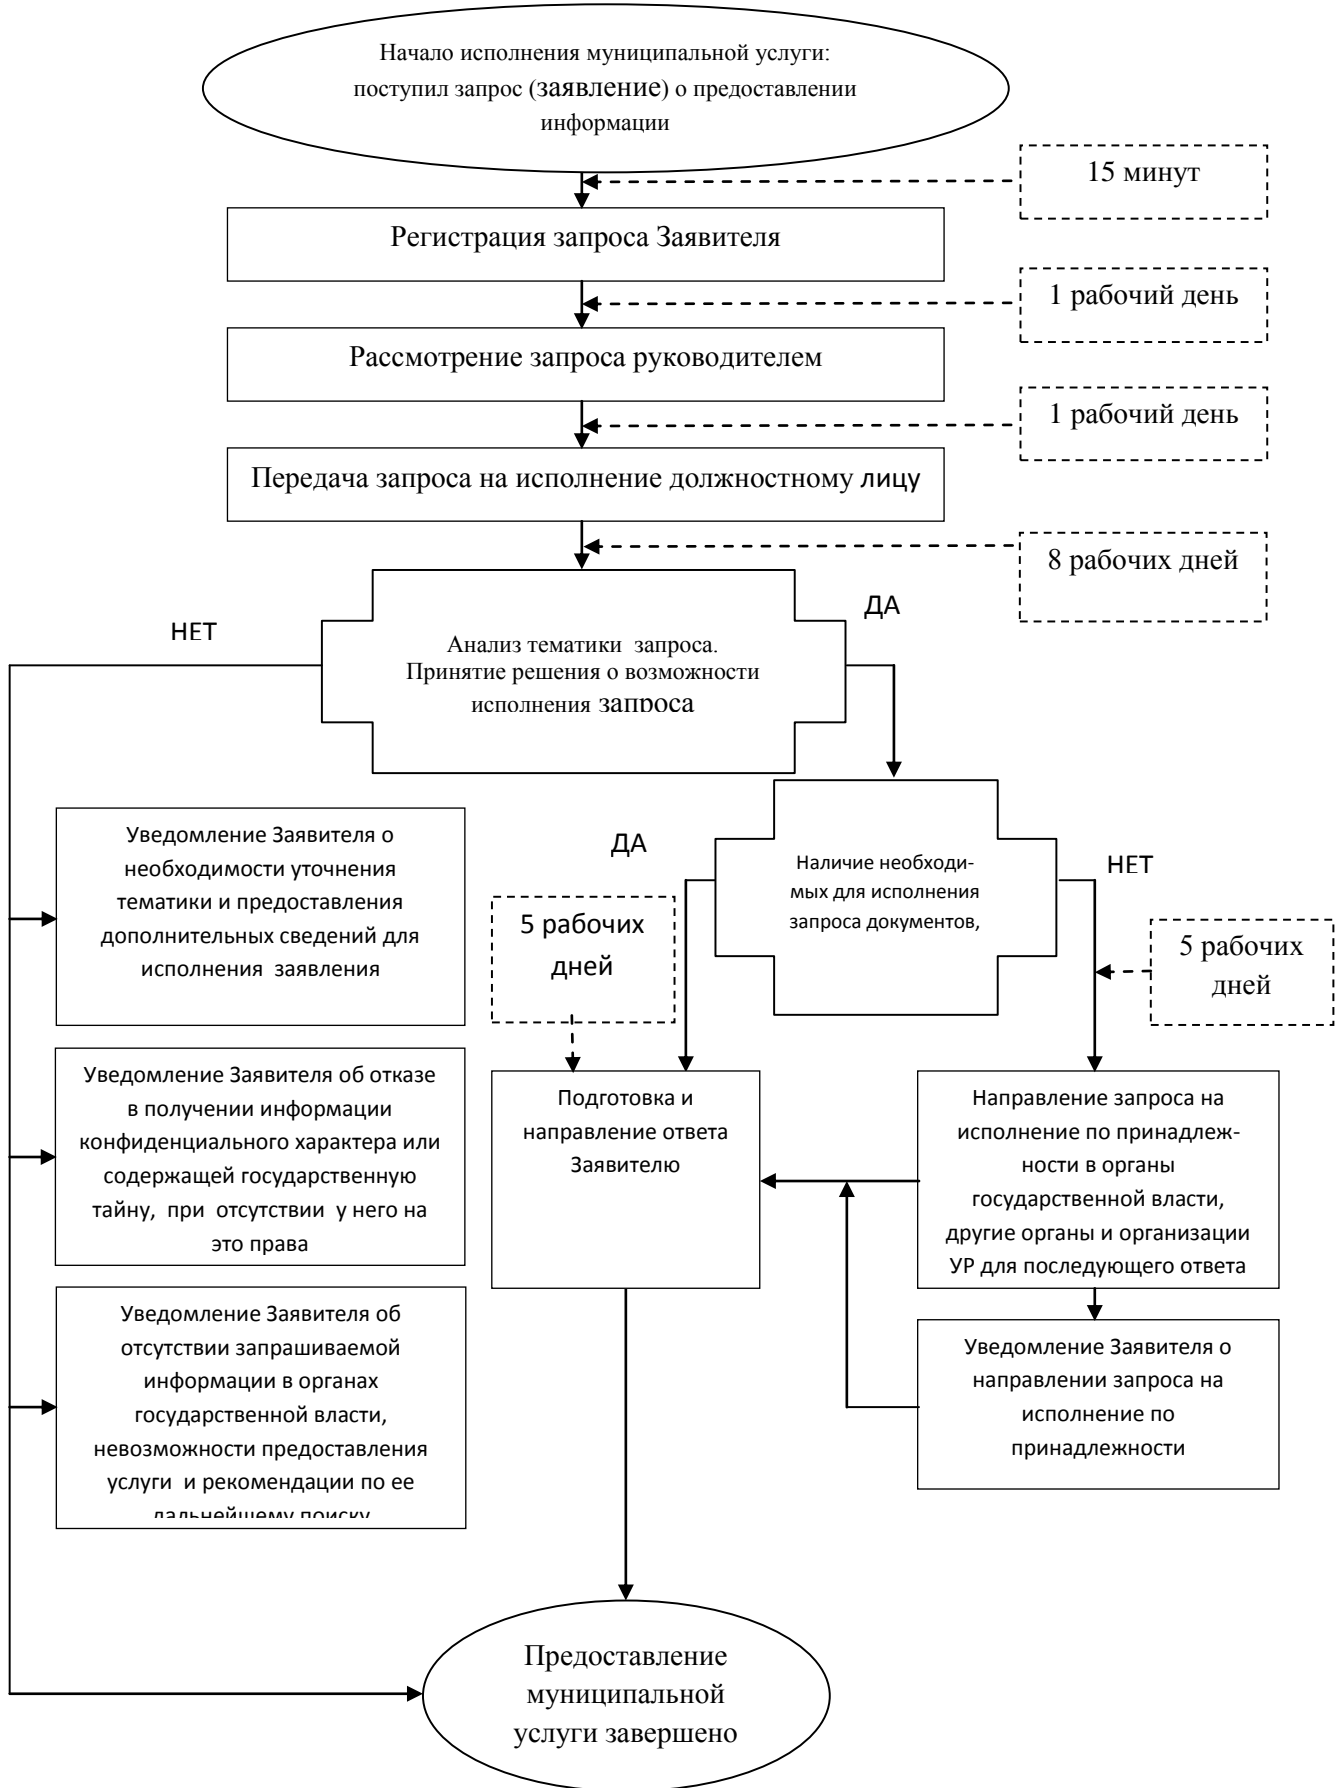 Начало исполнения муниципальной услуги:
поступил запрос (заявление) о предоставлении
информации
15 минут
Регистрация запроса Заявителя
1 рабочий день
Рассмотрение запроса руководителем
1 рабочий день
Передача запроса на исполнение должностному лицу
8 рабочих дней
ДА
НЕТ
Анализ тематики запроса.
Принятие решения о возможности
исполнения запроса
Уведомление Заявителя о
необходимости уточнения
тематики и предоставления
дополнительных сведений для
исполнения заявления
ДА
НЕТ
Наличие необходи-
мых для исполнения
запроса документов,
5 рабочих
дней
5 рабочих
дней
Уведомление Заявителя об отказе
в получении информации
конфиденциального характера или
содержащей государственную
тайну, при отсутствии у него на
это права
Подготовка и
направление ответа
Заявителю
Направление запроса на
исполнение по принадлеж-
ности в органы
государственной власти,
другие органы и организации
УР для последующего ответа
Уведомление Заявителя об
отсутствии запрашиваемой
информации в органах
государственной власти,
невозможности предоставления
услуги и рекомендации по ее
дальнейшему поиску
Уведомление Заявителя о
направлении запроса на
исполнение по
принадлежности
Предоставление
муниципальной
услуги завершено